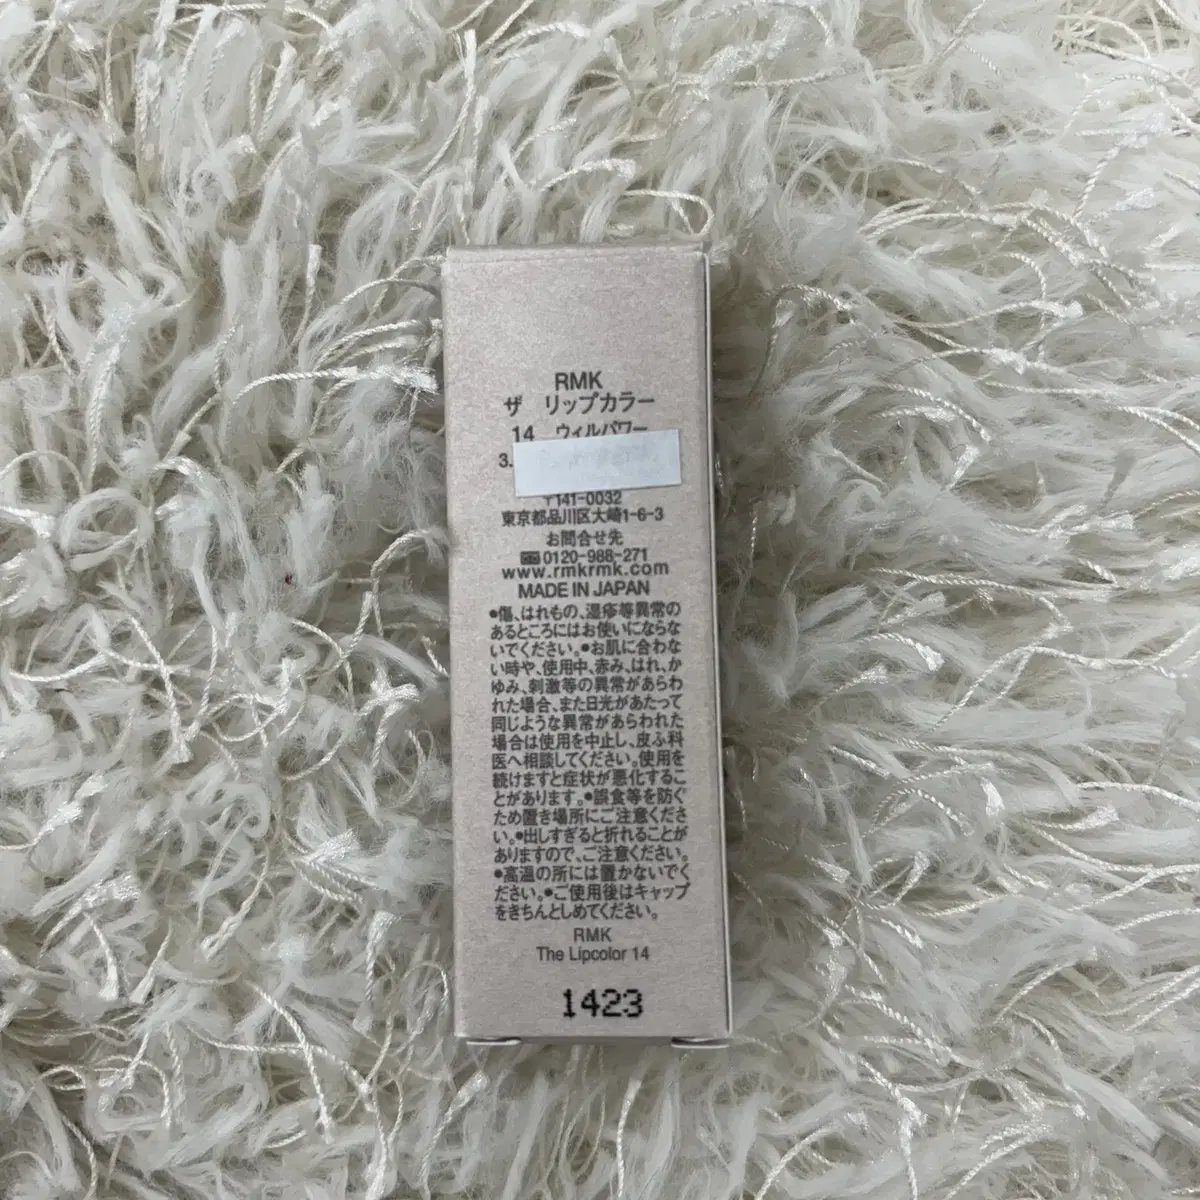 RMK
ザ リップカラー
14 ウィルパワー
3.
〒141-0032
東京都品川区大崎1-6-3
お問合せ先
0120-988-271
www.rmkrmk.com
MADE IN JAPAN
●傷、はれもの、湿疹等異常の
あるところにはお使いにならな
いでください。●お肌に合わな
い時や、使用中、赤み、はれ、か
ゆみ、刺激等の異常があらわ
れた場合、また日光があたって
同じような異常があらわれた
場合は使用を中止し、皮ふ科
医へ相談してください。使用を
続けますと症状が悪化するこ
とがあります。●誤食等を防ぐ
ため置き場所にご注意くださ
い。●出しすぎると折れることが
ありますので、ご注意ください。
●高温の所には置かないでく
ださい。●ご使用後はキャップ
をきちんとしめてください。
RMK
The Lipcolor 14
1423